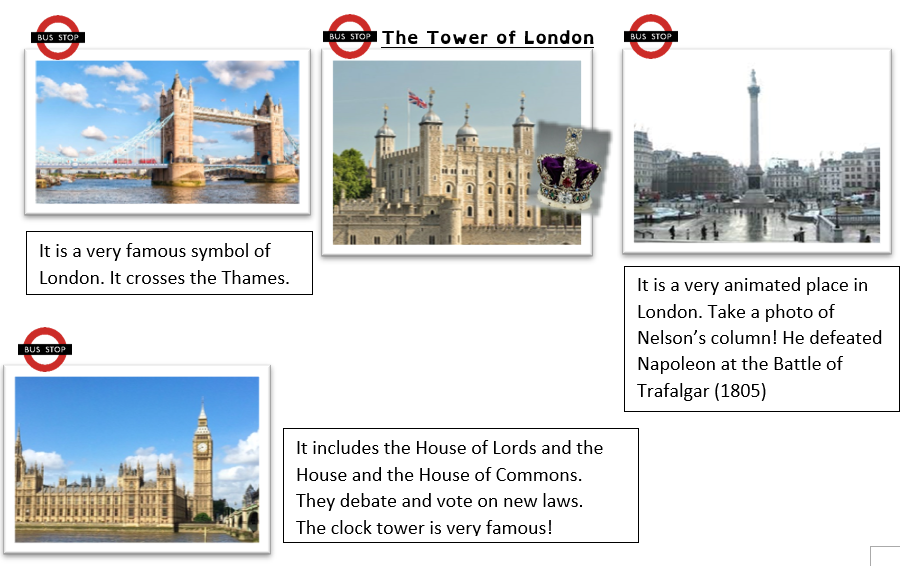 BUS STOP
BUS STOP
The Tower of London
BUS STOP
It is a very famous symbol of
London. It crosses the Thames.
It is a very animated place in
London. Take a photo of
Nelson's column! He defeated
Napoleon at the Battle of
Trafalgar (1805)
BUS STOP
It includes the House of Lords and the
House and the House of Commons.
They debate and vote on new laws.
The clock tower is very famous!